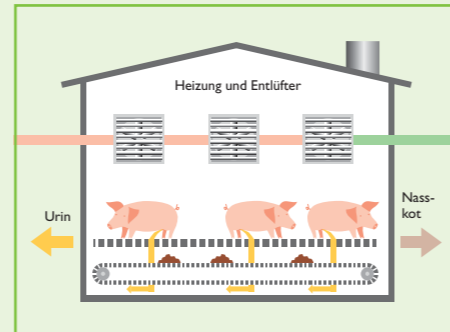 Heizung und Entlüfter
Urin
Nass-
kot